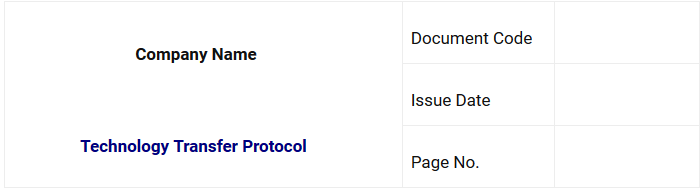 Company Name
Technology Transfer Protocol
Document Code
Issue Date
Page No.